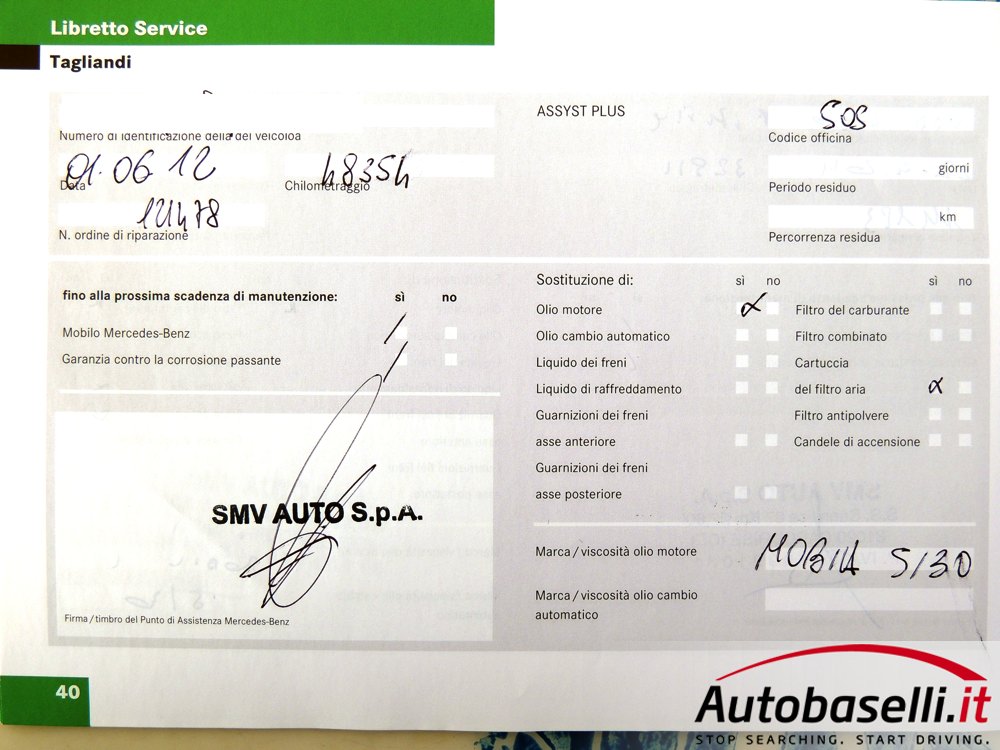 Libretto Service
Tagliandi
Numero di identificazione della del veicoloa
01.06 12
Data
48354
Chilometraggio
121478
N. ordine di riparazione
ASSYST PLUS
505
Codice officina
giorni
Periodo residuo
km
Percorrenza residua
fino alla prossima scadenza di manutenzione: sì no
Mobilo Mercedes-Benz
Garanzia contro la corrosione passante
SMV AUTO S.p.A.
Firma/timbro del Punto di Assistenza Mercedes-Benz
Sostituzione di: sì no sì no
Olio motore Filtro del carburante
Olio cambio automatico Filtro combinato
Liquido dei freni Cartuccia
Liquido di raffreddamento del filtro aria
Guarnizioni dei freni Filtro antipolvere
asse anteriore Candele di accensione
Guarnizioni dei freni
asse posteriore
Marca/viscosità olio motore
5/30
Marca/viscosità olio cambio
automatico
40
Autobaselli.it
STOP SEARCHING. START DRIVING.